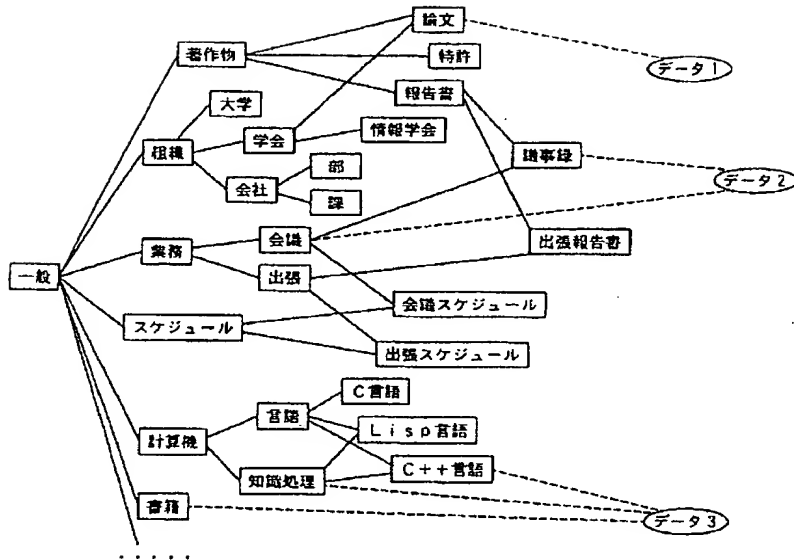 論文
著作物
特許
データ1
報告書
大学
情報学会
学会
組織
議事録
部
会社
データ2
課
会議
出張報告書
業務
一般
出張
会議スケジュール
スケジュール
出張スケジュール
C言語
言語
Lisp言語
計算機
C++言語
知識処理
書籍
データ3
・・・・・